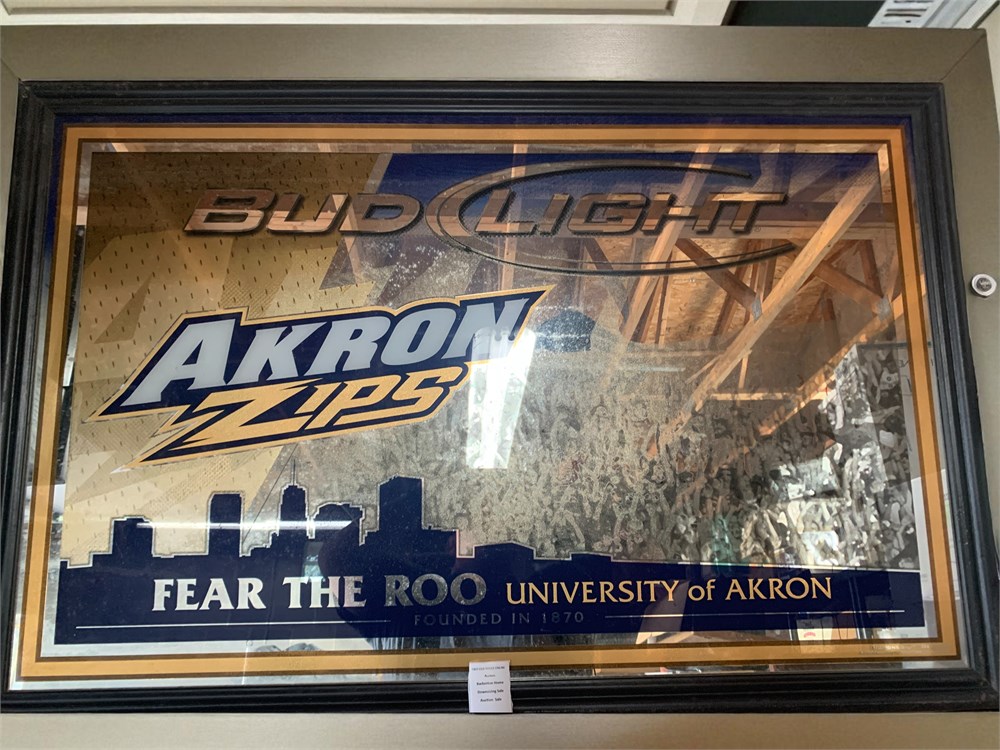 BUD LIGHT
AKRON
ZIPS
FEAR THE ROO UNIVERSITY of AKRON
FOUNDED IN 1870